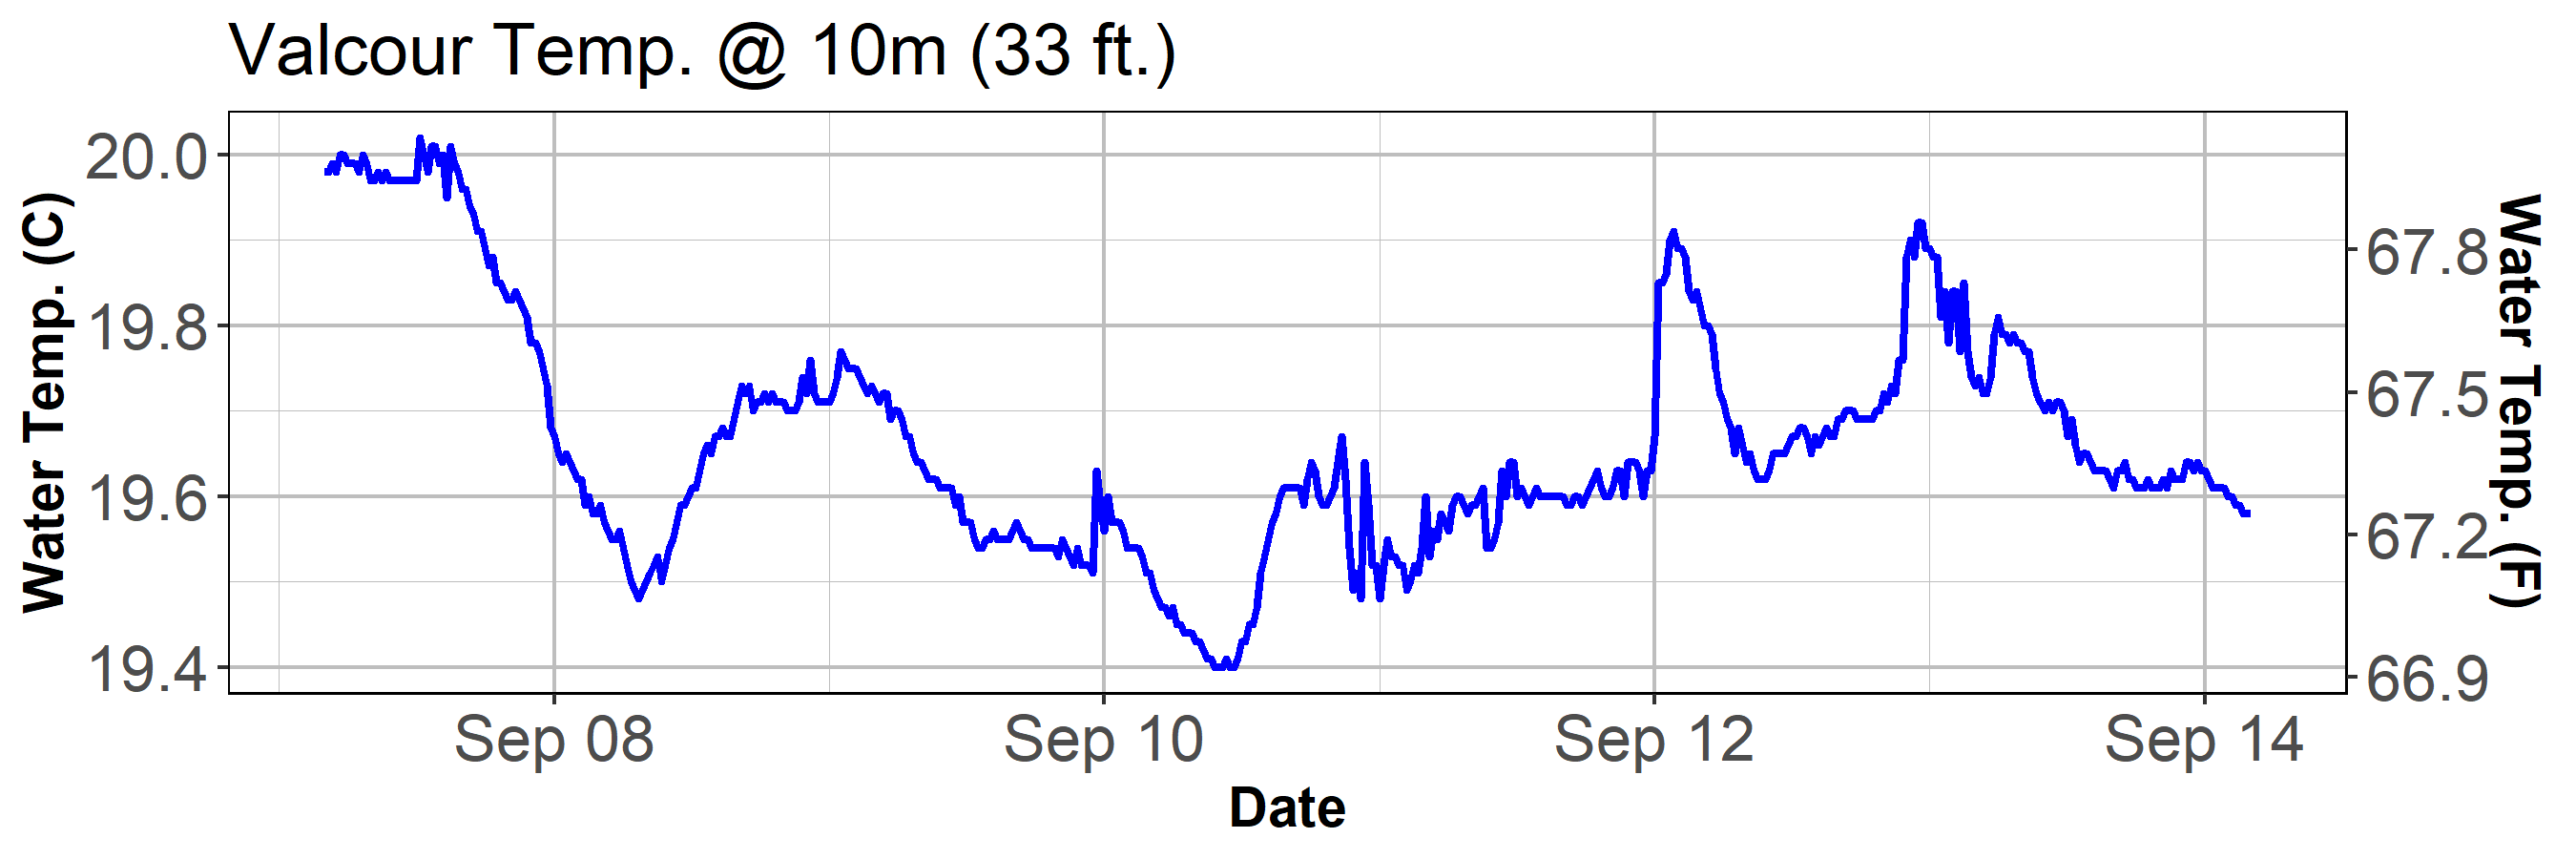 Valcour Temp. @ 10m (33 ft.)
Water Temp. (C)
20.0
19.8
19.6
19.4
67.8
67.5
67.2
66.9
Water Temp. (F)
Sep 08 Sep 10 Sep 12 Sep 14
Date